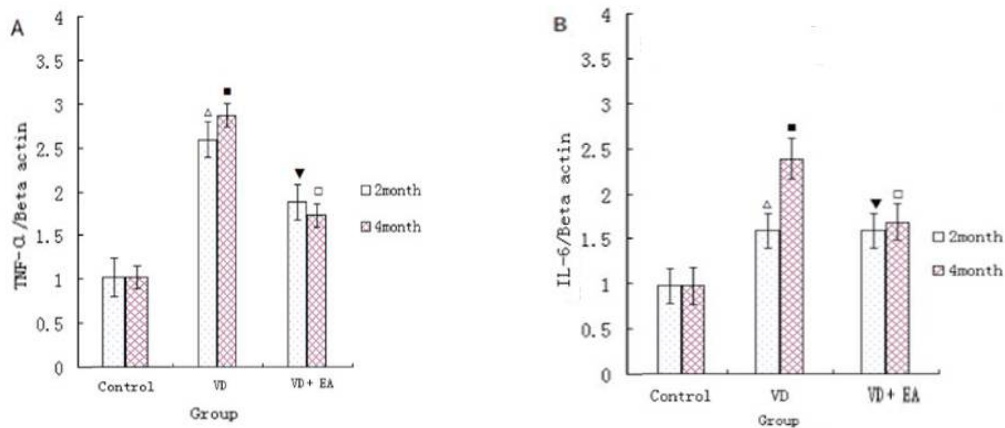 A
TNF-α/Beta actin
4
3.5
3
2.5
2
1.5
1
0.5
0
Control
VD
VD+ EA
Group
2month
4month
B
IL-6/Beta actin
4
3.5
3
2.5
2
1.5
1
0.5
0
Control
VD
VD+ EA
Group
2month
4month